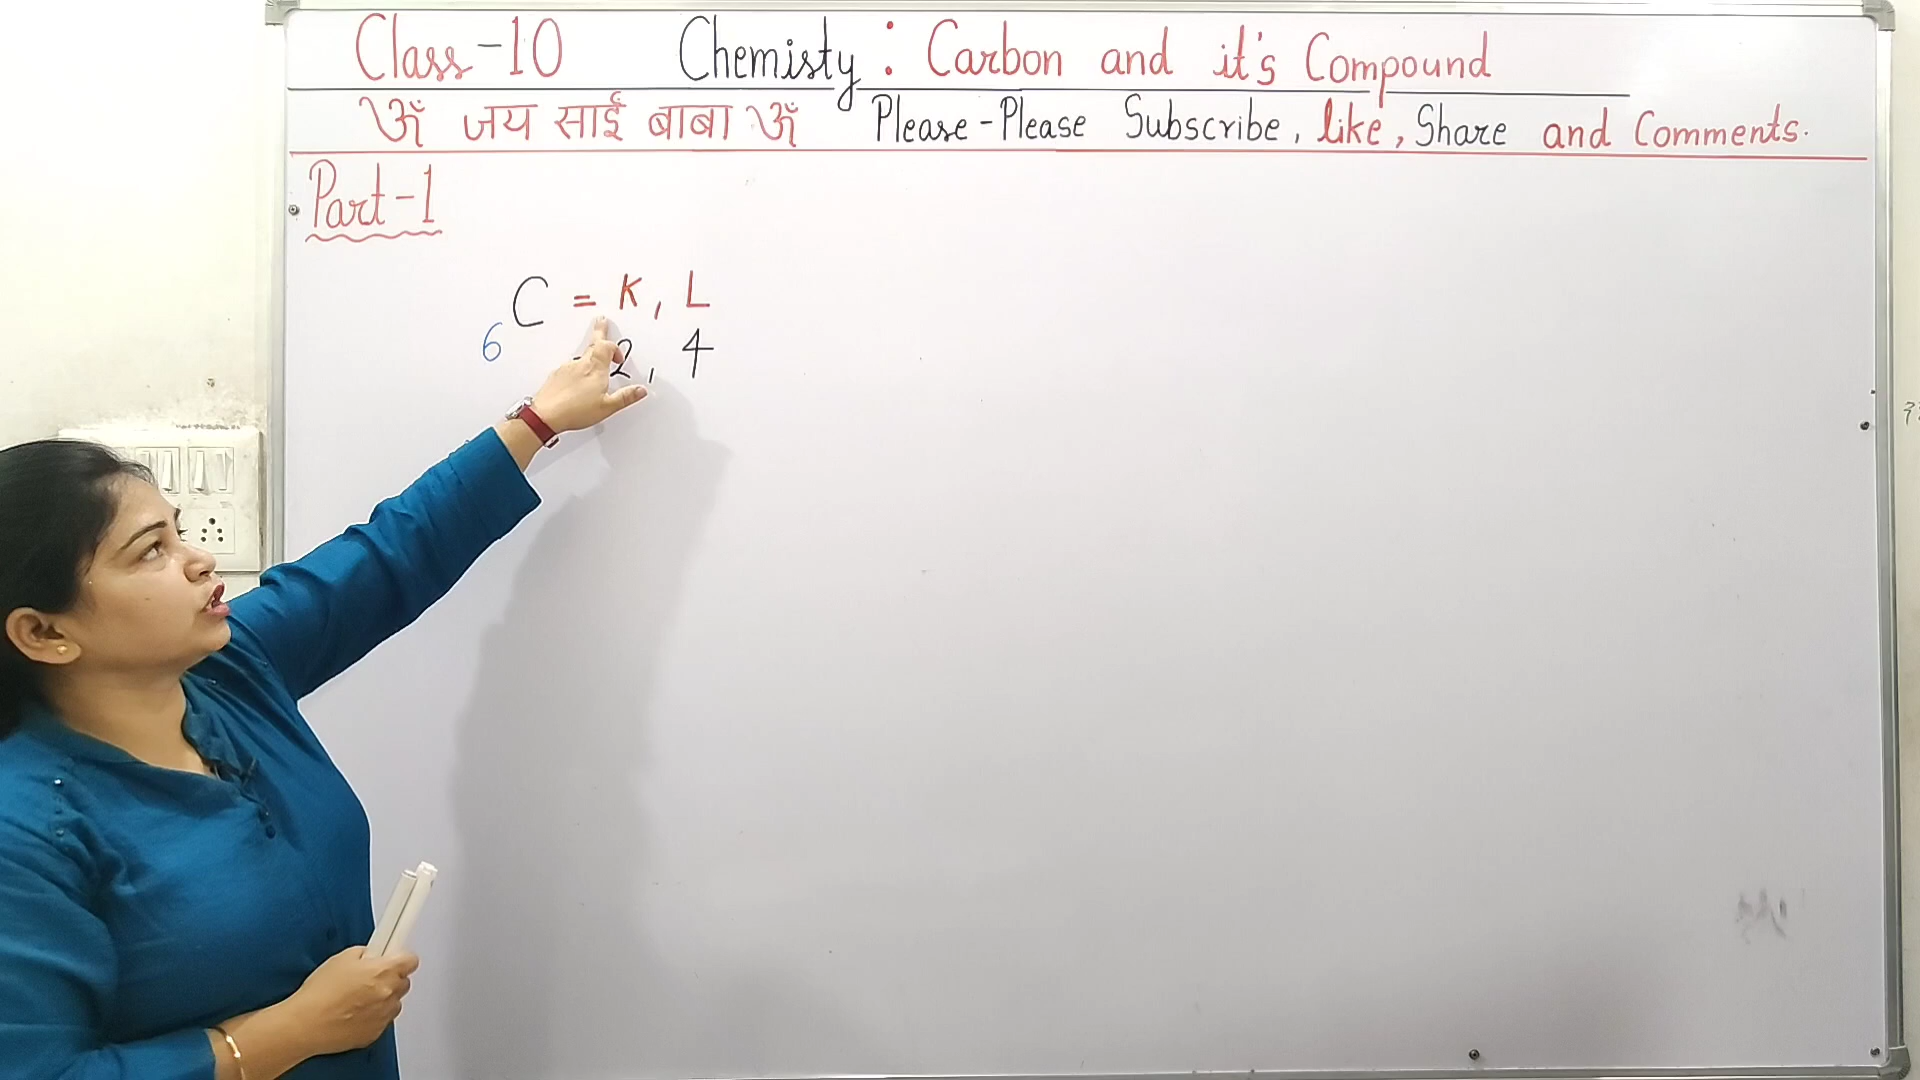 Class-10 Chemisty : Carbon and it's Compound
ॐ जय साईं बाबा ॐ Please-Please Subscribe, like, Share and Comments.
Part-1
6C = K, L
2, 4